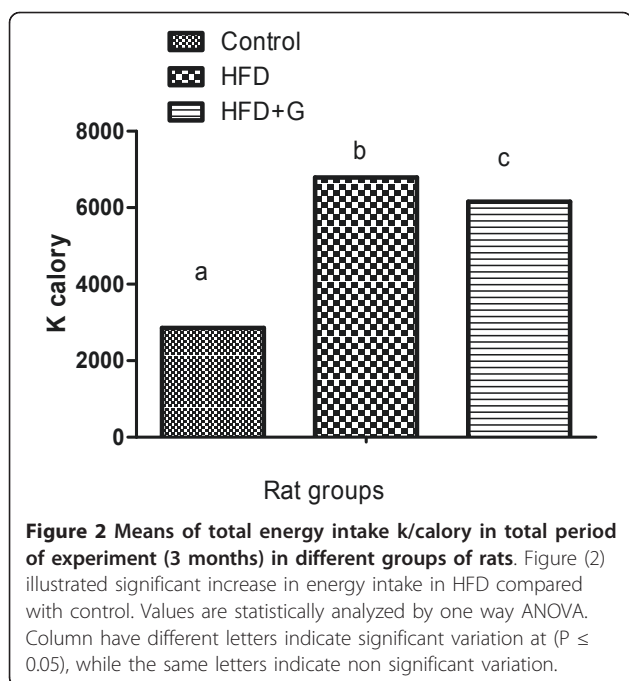 Control
HFD
HFD+G
8000
6000
4000
2000
0
K calory
a
b
c
Rat groups
Figure 2 Means of total energy intake k/calory in total period
of experiment (3 months) in different groups of rats. Figure (2)
illustrated significant increase in energy intake in HFD compared
with control. Values are statistically analyzed by one way ANOVA.
Column have different letters indicate significant variation at (P ≤
0.05), while the same letters indicate non significant variation.